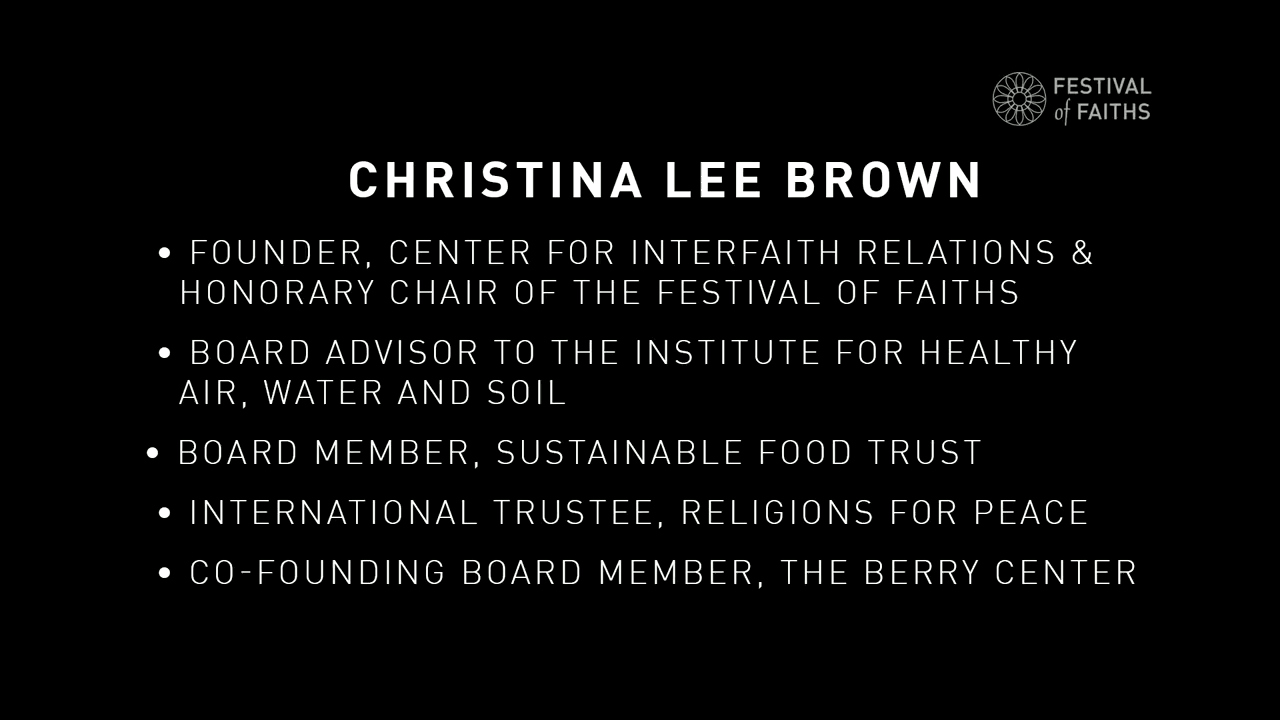 FESTIVAL
of FAITHS
CHRISTINA LEE BROWN
• FOUNDER, CENTER FOR INTERFAITH RELATIONS &
HONORARY CHAIR OF THE FESTIVAL OF FAITHS
• BOARD ADVISOR TO THE INSTITUTE FOR HEALTHY
AIR, WATER AND SOIL
• BOARD MEMBER, SUSTAINABLE FOOD TRUST
• INTERNATIONAL TRUSTEE, RELIGIONS FOR PEACE
• CO-FOUNDING BOARD MEMBER, THE BERRY CENTER